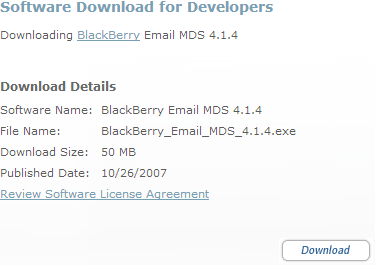 Software Download for Developers
Downloading BlackBerry Email MDS 4.1.4
Download Details
Software Name: BlackBerry Email MDS 4.1.4
File Name: BlackBerry_Email_MDS_4.1.4.exe
Download Size: 50 MB
Published Date: 10/26/2007
Review Software License Agreement
Download